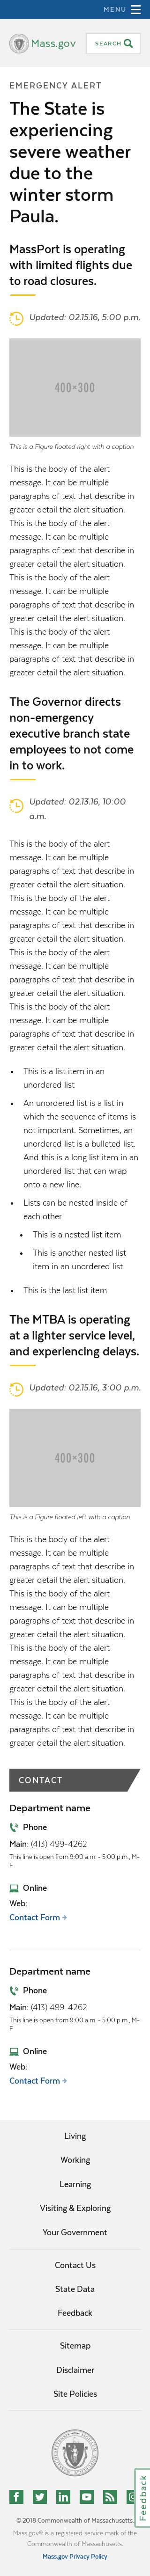 MENU
Mass.gov
SEARCH
EMERGENCY ALERT
The State is
experiencing
severe weather
due to the
winter storm
Paula.
MassPort is operating
with limited flights due
to road closures.
Updated: 02.15.16, 5:00 p.m.
400×300
This is a Figure floated right with a caption
This is the body of the alert
message. It can be multiple
paragraphs of text that describe in
greater detail the alert situation.
This is the body of the alert
message. It can be multiple
paragraphs of text that describe in
greater detail the alert situation.
This is the body of the alert
message. It can be multiple
paragraphs of text that describe in
greater detail the alert situation.
This is the body of the alert
message. It can be multiple
paragraphs of text that describe in
greater detail the alert situation.
The Governor directs
non-emergency
executive branch state
employees to not come
in to work.
Updated: 02.13.16, 10:00
a.m.
This is the body of the alert
message. It can be multiple
paragraphs of text that describe in
greater detail the alert situation.
This is the body of the alert
message. It can be multiple
paragraphs of text that describe in
greater detail the alert situation.
This is the body of the alert
message. It can be multiple
paragraphs of text that describe in
greater detail the alert situation.
This is the body of the alert
message. It can be multiple
paragraphs of text that describe in
greater detail the alert situation.
This is a list item in an
unordered list
An unordered list is a list in
which the sequence of items is
not important. Sometimes, an
unordered list is a bulleted list.
And this is a long list item in an
unordered list that can wrap
onto a new line.
Lists can be nested inside of
each other
This is a nested list item
This is another nested list
item in an unordered list
This is the last list item
The MTBA is operating
at a lighter service level,
and experiencing delays.
Updated: 02.15.16, 3:00 p.m.
400×300
This is a Figure floated left with a caption
This is the body of the alert
message. It can be multiple
paragraphs of text that describe in
greater detail the alert situation.
This is the body of the alert
message. It can be multiple
paragraphs of text that describe in
greater detail the alert situation.
This is the body of the alert
message. It can be multiple
paragraphs of text that describe in
greater detail the alert situation.
This is the body of the alert
message. It can be multiple
paragraphs of text that describe in
greater detail the alert situation.
CONTACT
Department name
Phone
Main: (413) 499-4262
This line is open from 9:00 a.m. - 5:00 p.m., M-
F
Online
Web:
Contact Form
Department name
Phone
Main: (413) 499-4262
This line is open from 9:00 a.m. - 5:00 p.m., M-
F
Online
Web:
Contact Form
Living
Working
Learning
Visiting & Exploring
Your Government
Contact Us
State Data
Feedback
Sitemap
Disclaimer
Site Policies
Feedback
© 2018 Commonwealth of Massachusetts.
Mass.gov® is a registered service mark of the
Commonwealth of Massachusetts.
Mass.gov Privacy Policy